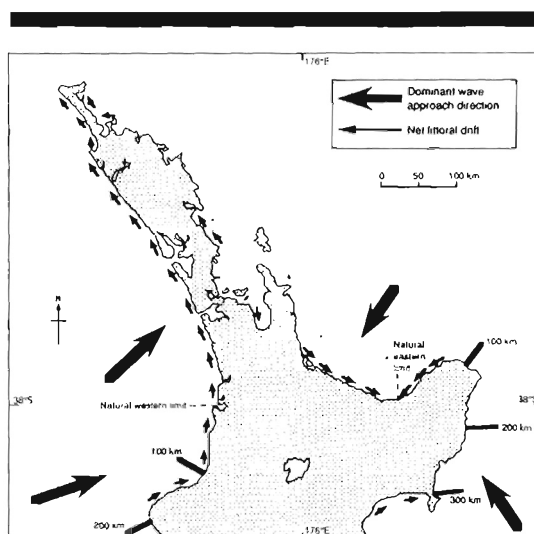 176°E
Dominant wave
approach direction
Net littoral drift
0 50 100 km
N
Natural
eastern
limit
100 km
38°S
Natural western limit
38°S
200 km
100 km
300 km
200 km
176°E